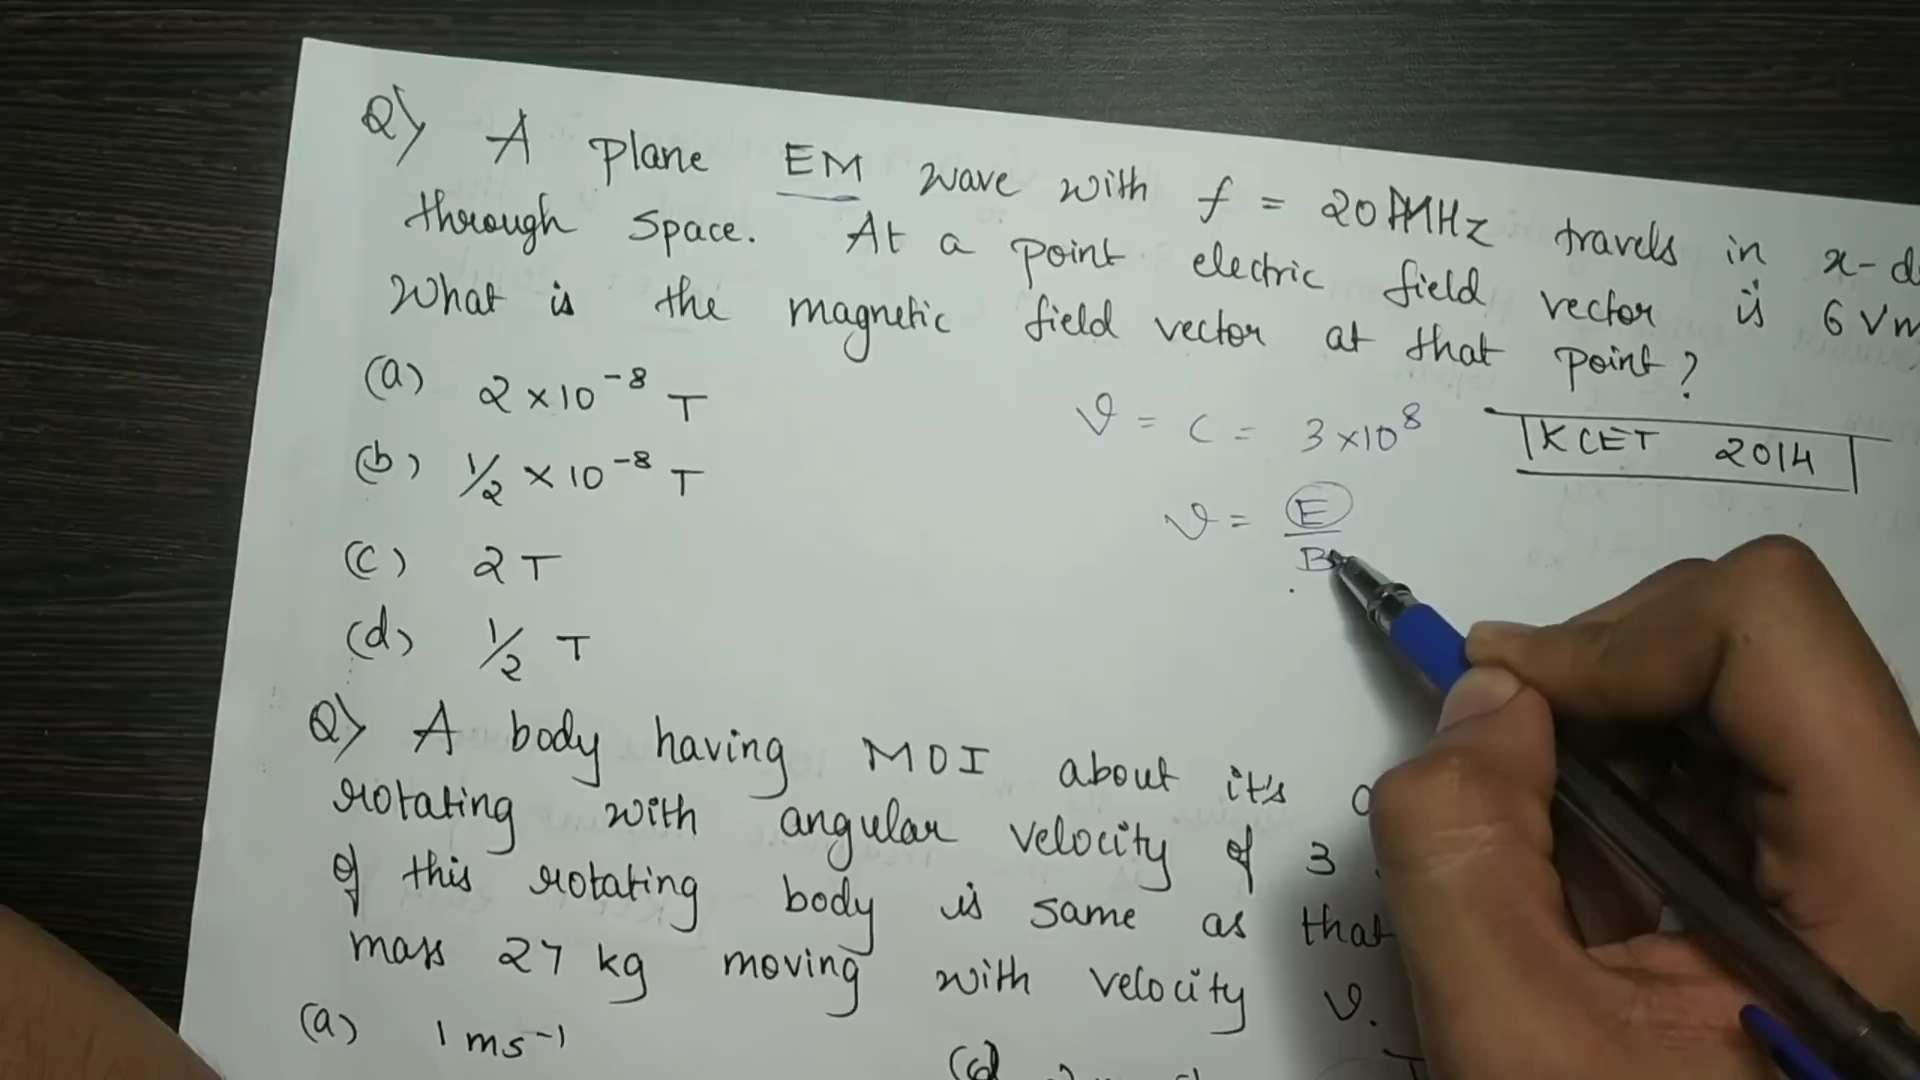 Q) A plane EM wave with f = 20 MHz travels in x-
through space. At a point electric field vector is 6 Vm
What is the magnetic field vector at that point?
(a) 2 × 10⁻⁸ T
ϑ = C = 3 × 10⁸
KCET 2014
(b) 1/2 × 10⁻⁸ T
ϑ = E/B
(c) 2 T
(d) 1/2 T
Q) A body having MOI about it's
rotating with angular velocity of 3
of this rotating body is same as that
mass 27 kg moving with velocity ϑ.
(a) 1 ms⁻¹